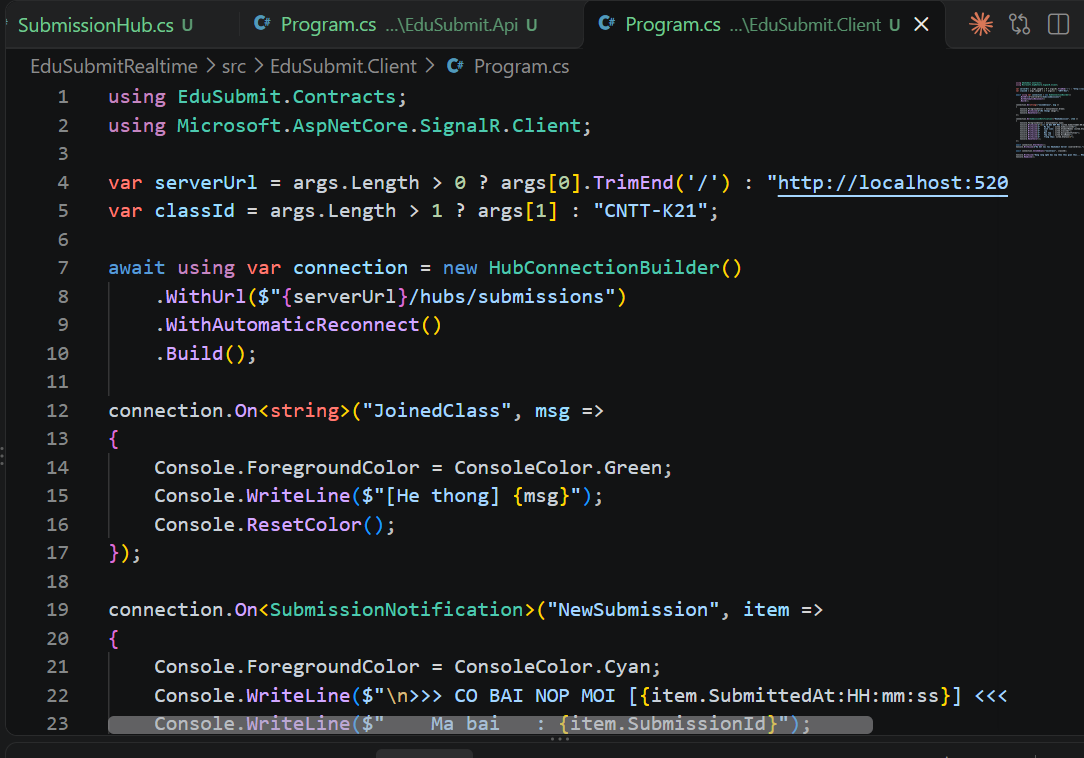 SubmissionHub.cs U
C# Program.cs ...\EduSubmit.Api U
C# Program.cs ...\EduSubmit.Client U
EduSubmitRealtime > src > EduSubmit.Client > C# Program.cs
1 using EduSubmit.Contracts;
2 using Microsoft.AspNetCore.SignalR.Client;
3
4 var serverUrl = args.Length > 0 ? args[0].TrimEnd('/') : "http://localhost:520
5 var classId = args.Length > 1 ? args[1] : "CNTT-K21";
6
7 await using var connection = new HubConnectionBuilder()
8     .WithUrl($"{serverUrl}/hubs/submissions")
9     .WithAutomaticReconnect()
10     .Build();
11
12 connection.On<string>("JoinedClass", msg =>
13 {
14     Console.ForegroundColor = ConsoleColor.Green;
15     Console.WriteLine($"[He thong] {msg}");
16     Console.ResetColor();
17 });
18
19 connection.On<SubmissionNotification>("NewSubmission", item =>
20 {
21     Console.ForegroundColor = ConsoleColor.Cyan;
22     Console.WriteLine($"\n>>> CO BAI NOP MOI [{item.SubmittedAt:HH:mm:ss}] <<<
23     Console.WriteLine($"    Ma bai   : {item.SubmissionId}");